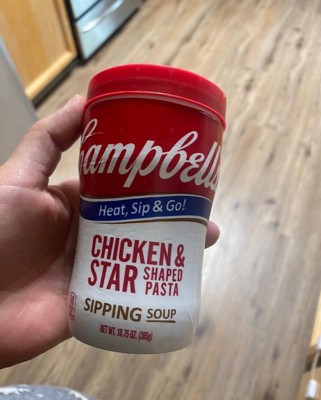 Campbell's
Heat, Sip & Go!
CHICKEN &
STAR SHAPED
PASTA
SIPPING SOUP
NET WT. 10.75 OZ. (305g)